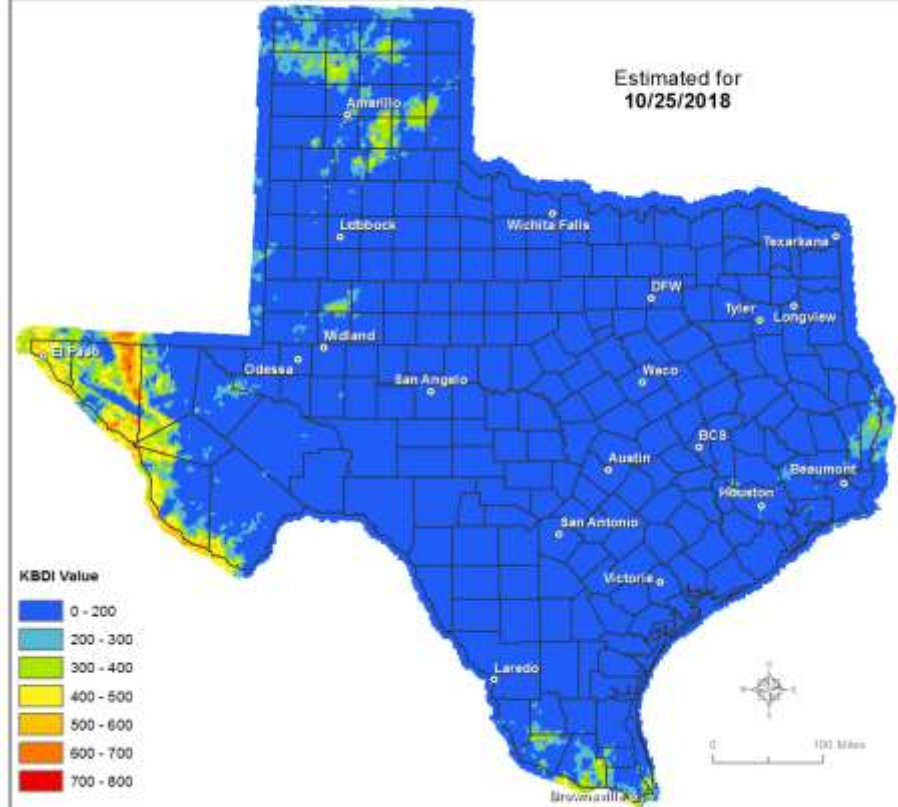 Estimated for
10/25/2018
Amarillo
Lubbock
Wichita Falls
Texarkana
DFW
Tyler
Longview
Midland
El Paso
Odessa
San Angelo
Waco
BCS
Austin
Beaumont
Houston
San Antonio
Victoria
Laredo
Brownsville
KBDI Value
0 - 200
200 - 300
300 - 400
400 - 500
500 - 600
600 - 700
700 - 800
0 100 Miles